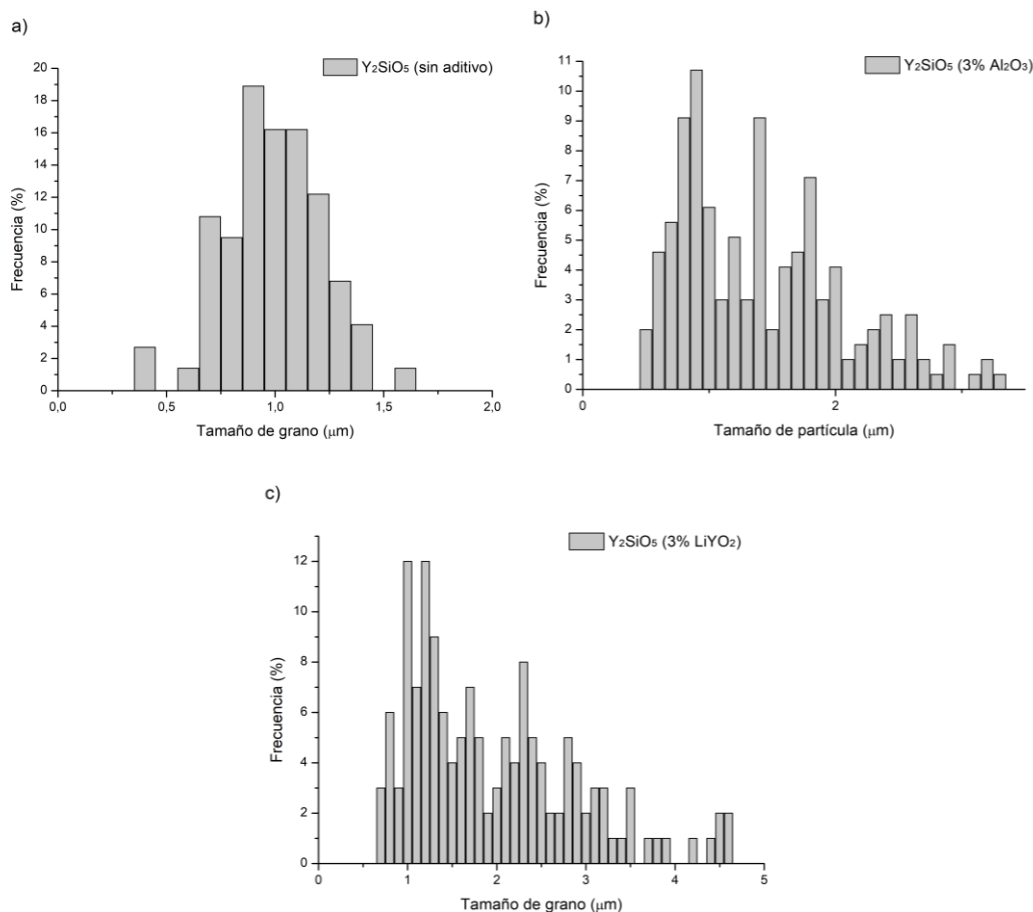 a)
Y₂SiO₅ (sin aditivo)
20
18
16
14
12
10
8
6
4
2
0
Frecuencia (%)
0,0 0,5 1,0 1,5 2,0
Tamaño de grano (μm)
b)
Y₂SiO₅ (3% Al₂O₃)
11
10
9
8
7
6
5
4
3
2
1
0
Frecuencia (%)
0 2
Tamaño de partícula (μm)
c)
Y₂SiO₅ (3% LiYO₂)
12
10
8
6
4
2
0
Frecuencia (%)
0 1 2 3 4 5
Tamaño de grano (μm)